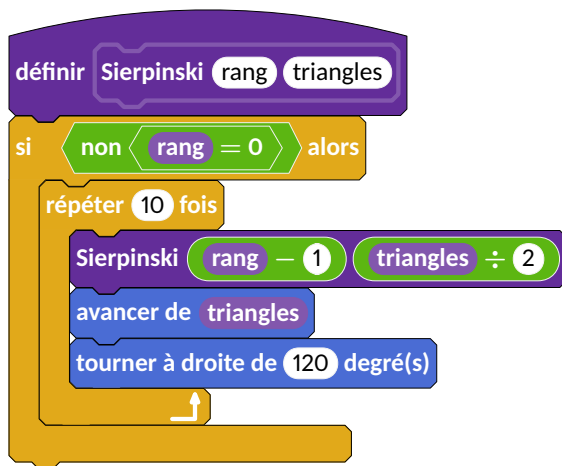 définir Sierpinski rang triangles
si non rang = 0 alors
répéter 10 fois
Sierpinski rang − 1 triangles ÷ 2
avancer de triangles
tourner à droite de 120 degré(s)